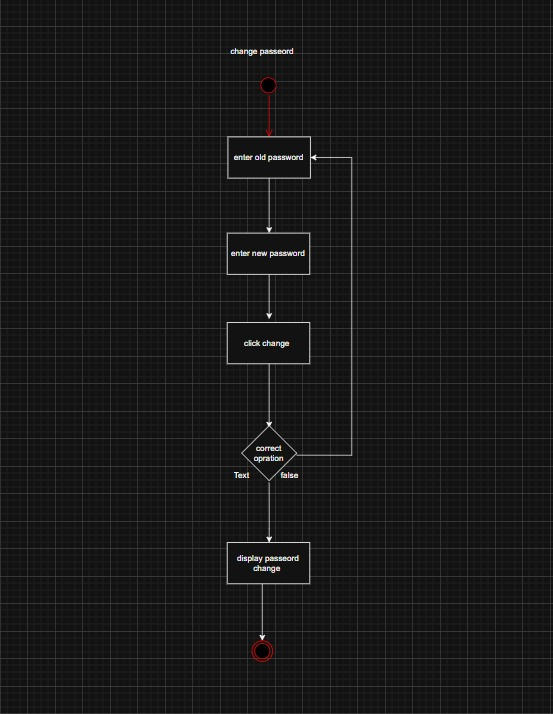 change passeord
enter old password
enter new password
click change
correct
opration
Text
false
display passeord
change